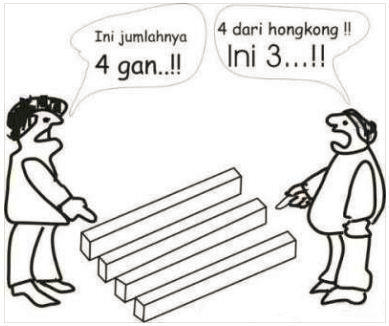 Ini jumlahnya
4 gan..!!
4 dari hongkong !!
Ini 3...!!